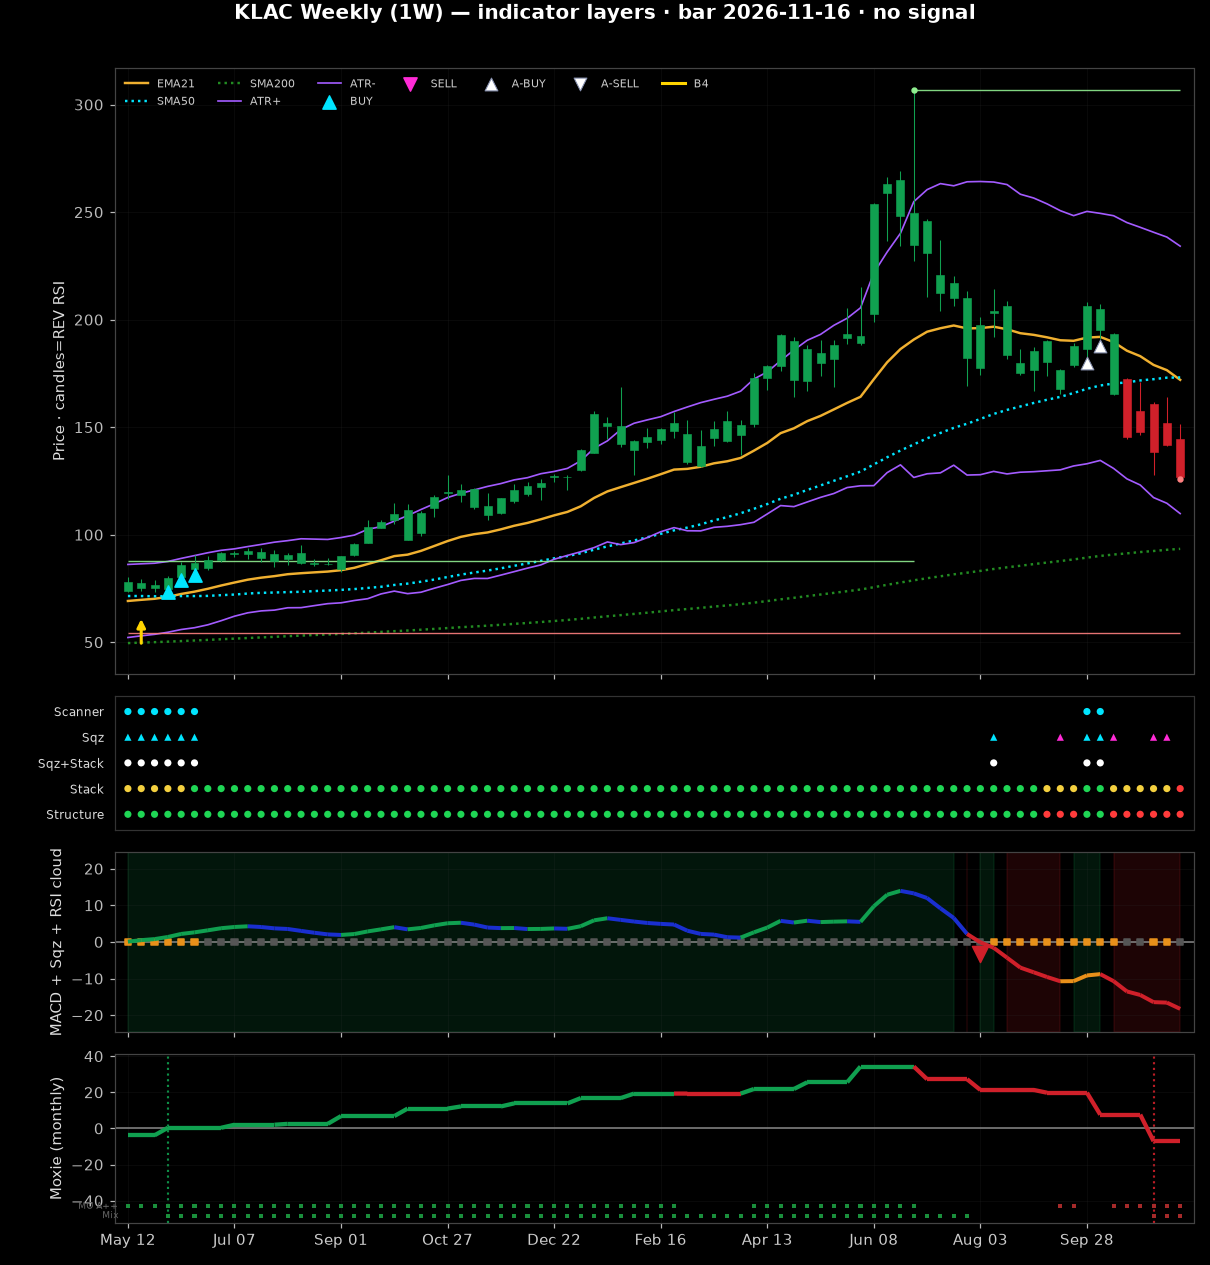 KLAC Weekly (1W) — indicator layers · bar 2026-11-16 · no signal
EMA21 SMA200 ATR- SELL A-BUY A-SELL B4
SMA50 ATR+ BUY
Price · candles=REV RSI
300
250
200
150
100
50
Scanner
Sqz
Sqz+Stack
Stack
Structure
MACD + Sqz + RSI cloud
20
10
0
−10
−20
Moxie (monthly)
40
20
0
−20
−40
Mix
May 12 Jul 07 Sep 01 Oct 27 Dec 22 Feb 16 Apr 13 Jun 08 Aug 03 Sep 28